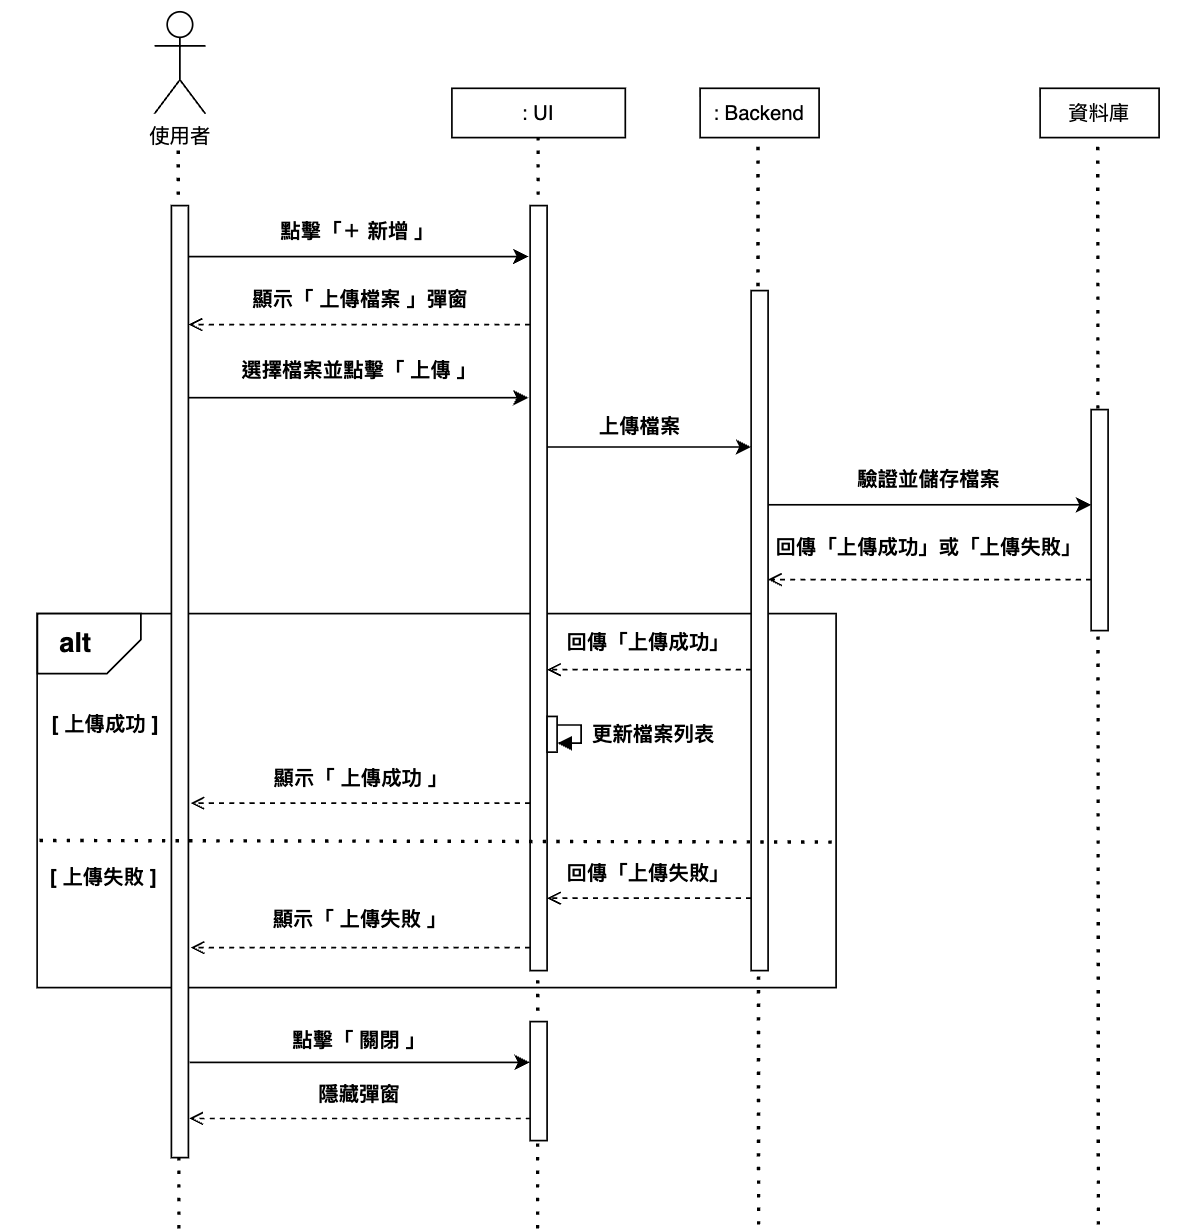 使用者
: UI
: Backend
資料庫
點擊「+ 新增 」
顯示「 上傳檔案 」彈窗
選擇檔案並點擊「 上傳 」
上傳檔案
驗證並儲存檔案
回傳「上傳成功」或「上傳失敗」
alt
回傳「上傳成功」
[ 上傳成功 ]
更新檔案列表
顯示「 上傳成功 」
[ 上傳失敗 ]
回傳「上傳失敗」
顯示「 上傳失敗 」
點擊「 關閉 」
隱藏彈窗